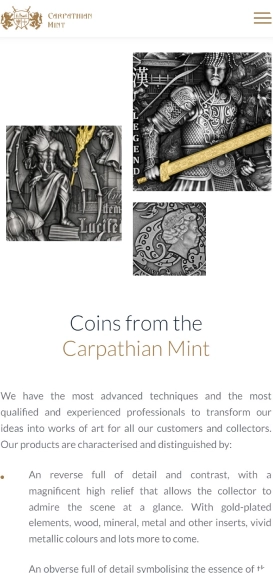 CARPATHIAN
MINT
漢
LEGEND
dem
Lucifer
Coins from the
Carpathian Mint
We have the most advanced techniques and the most
qualified and experienced professionals to transform our
ideas into works of art for all our customers and collectors.
Our products are characterised and distinguished by:
An reverse full of detail and contrast, with a
magnificent high relief that allows the collector to
admire the scene at a glance. With gold-plated
elements, wood, mineral, metal and other inserts, vivid
metallic colours and lots more to come.
An obverse full of detail symbolising the essence of